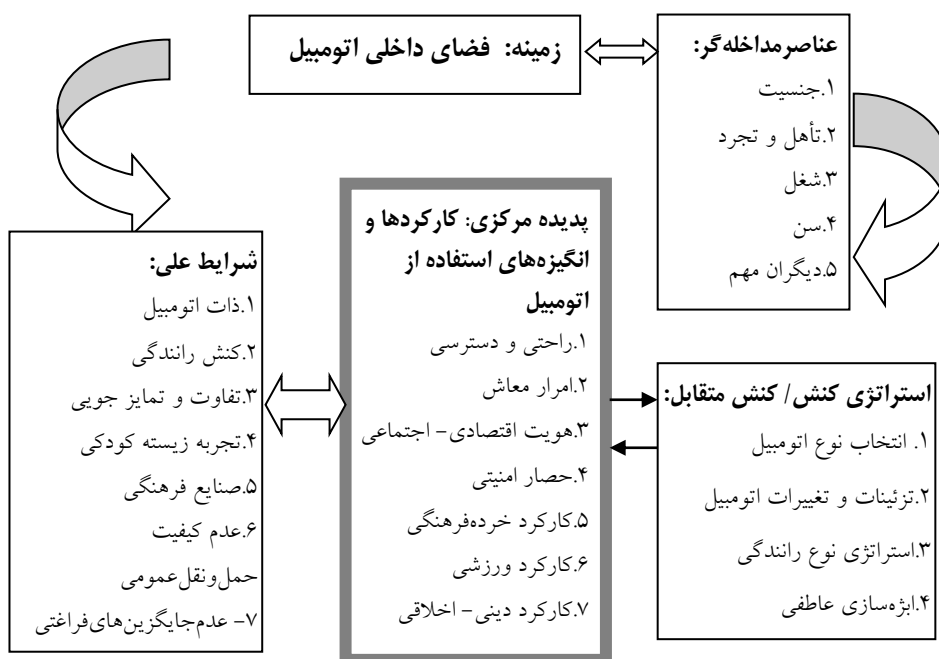 زمینه: فضای داخلی اتومبیل
عناصرمداخله‌گر:
۱.جنسیت
۲.تأهل و تجرد
۳.شغل
۴.سن
۵.دیگران مهم
پدیده مرکزی: کارکردها و
انگیزه‌های استفاده از
اتومبیل
۱.راحتی و دسترسی
۲.امرار معاش
۳.هویت اقتصادی- اجتماعی
۴.حصار امنیتی
۵.کارکرد خرده‌فرهنگی
۶.کارکرد ورزشی
۷.کارکرد دینی- اخلاقی
شرایط علی:
۱.ذات اتومبیل
۲.کنش رانندگی
۳.تفاوت و تمایز جویی
۴.تجربه زیسته کودکی
۵.صنایع فرهنگی
۶.عدم کیفیت
حمل‌ونقل‌عمومی
۷- عدم‌جایگزین‌های‌فراغتی
استراتژی کنش/ کنش متقابل:
۱. انتخاب نوع اتومبیل
۲.تزئینات و تغییرات اتومبیل
۳.استراتژی نوع رانندگی
۴.ابژه‌سازی عاطفی